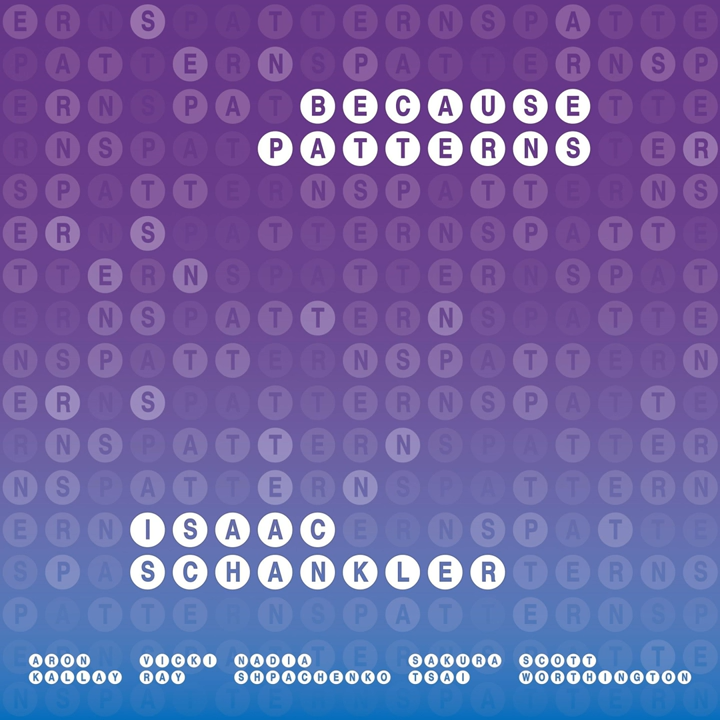 BECAUSE
PATTERNS
ISAAC
SCHANKLER
ARON
KALLAY
VICKI
RAY
NADIA
SHPACHENKO
SAKURA
TSAI
SCOTT
WORTHINGTON